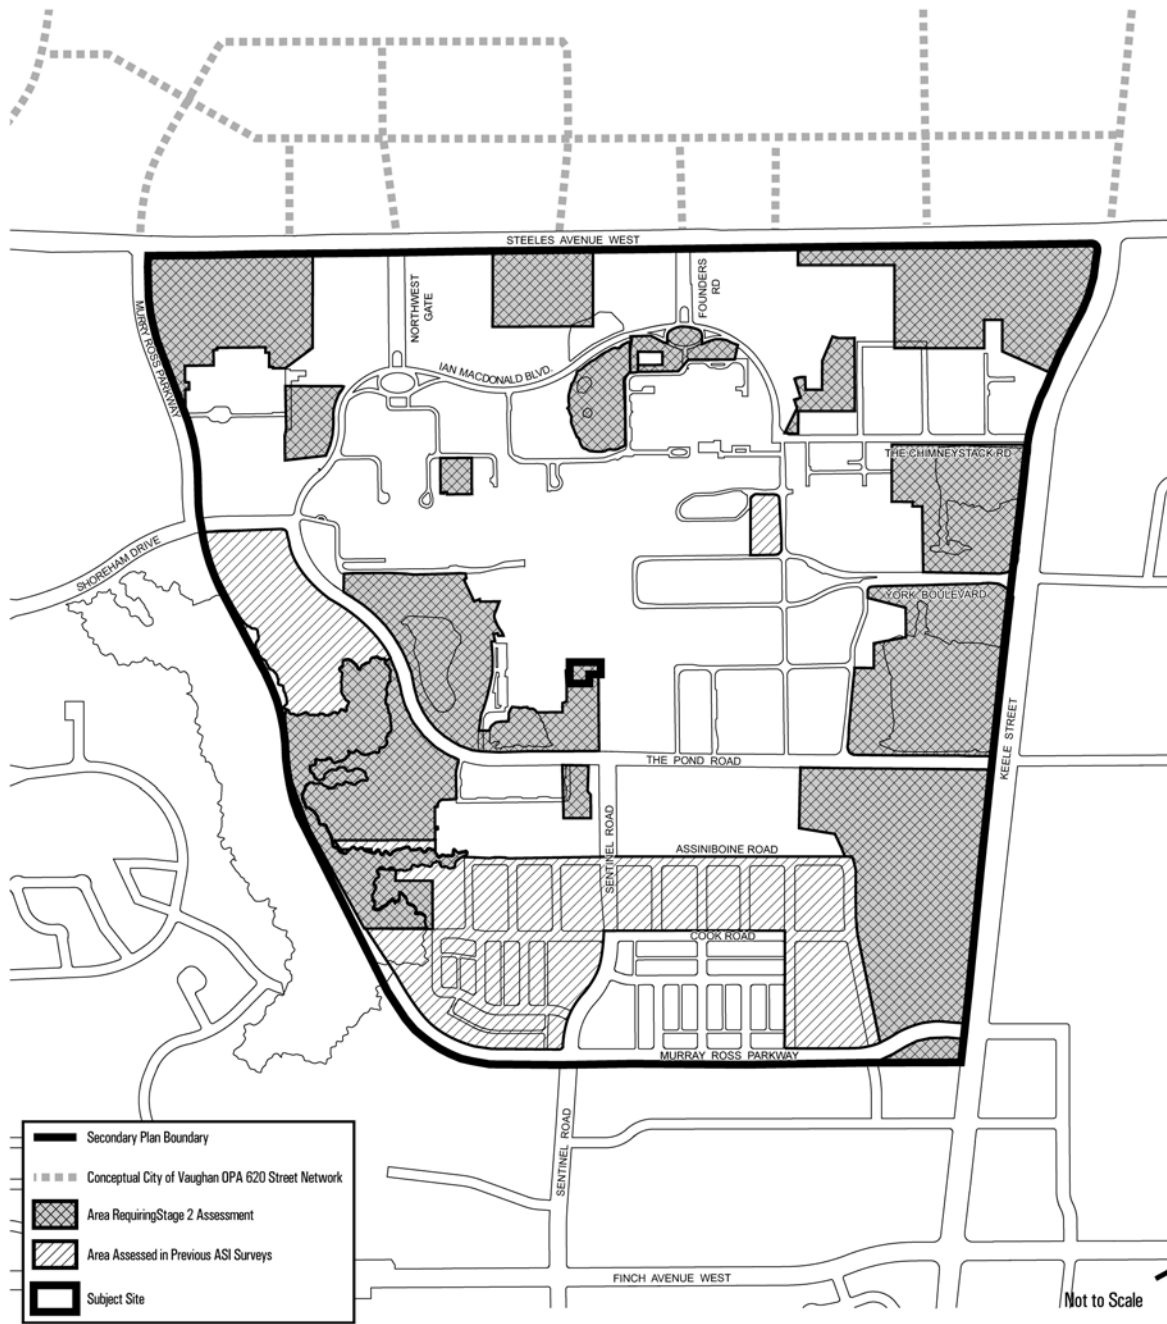 STEELES AVENUE WEST
NORTHWEST
GATE
FOUNDERS
RD
MURRY ROSS PARKWAY
IAN MACDONALD BLVD.
THE CHIMNEYSTACK RD
SHOREHAM DRIVE
YORK BOULEVARD
KEELE STREET
THE POND ROAD
SENTINEL ROAD
ASSINIBOINE ROAD
COOK ROAD
MURRAY ROSS PARKWAY
SENTINEL ROAD
FINCH AVENUE WEST
Secondary Plan Boundary
Conceptual City of Vaughan OPA 620 Street Network
Area RequiringStage 2 Assessment
Area Assessed in Previous ASI Surveys
Subject Site
Not to Scale